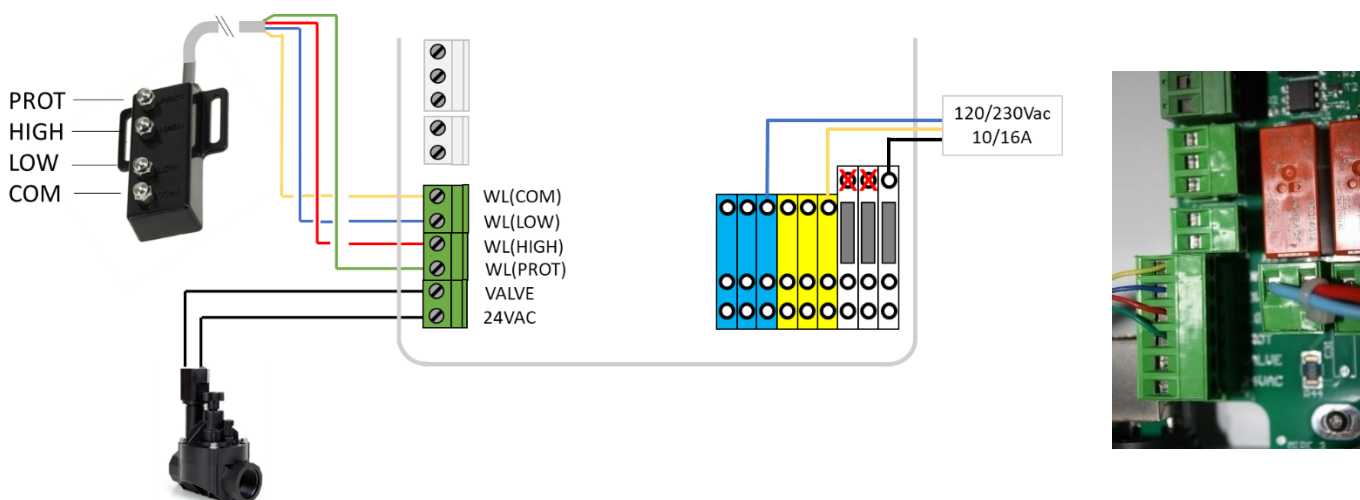 PROT
HIGH
LOW
COM
WL(COM)
WL(LOW)
WL(HIGH)
WL(PROT)
VALVE
24VAC
120/230Vac
10/16A